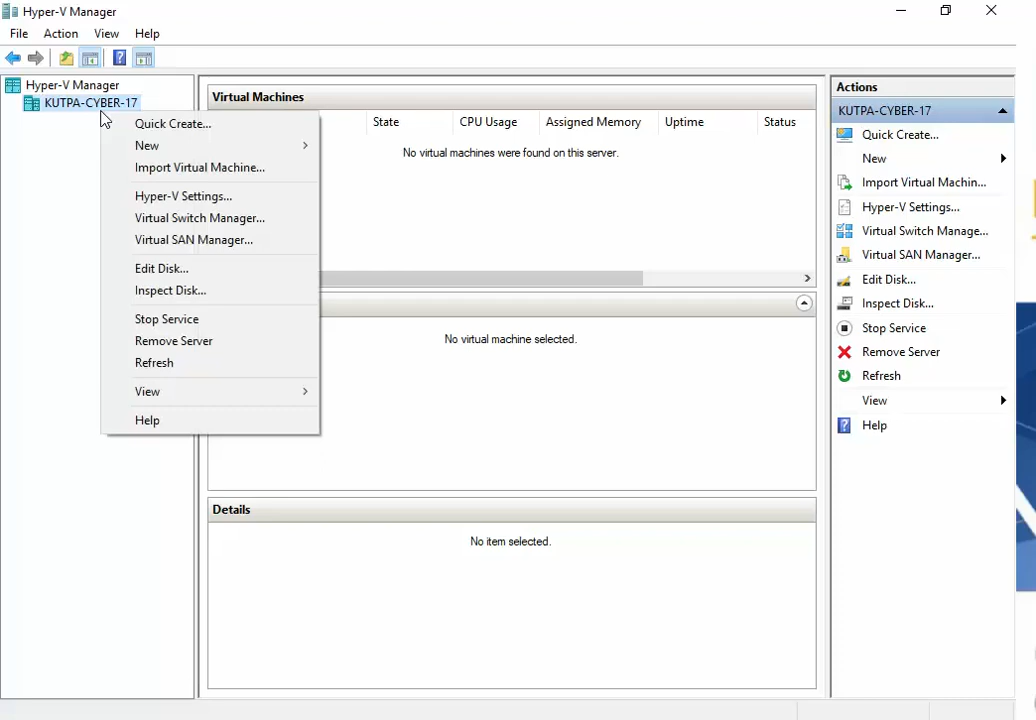 Hyper-V Manager
File Action View Help
Hyper-V Manager
KUTPA-CYBER-17
Quick Create...
New
Import Virtual Machine...
Hyper-V Settings...
Virtual Switch Manager...
Virtual SAN Manager...
Edit Disk...
Inspect Disk...
Stop Service
Remove Server
Refresh
View
Help
Virtual Machines
State CPU Usage Assigned Memory Uptime Status
No virtual machines were found on this server.
No virtual machine selected.
Details
No item selected.
Actions
KUTPA-CYBER-17
Quick Create...
New
Import Virtual Machin...
Hyper-V Settings...
Virtual Switch Manage...
Virtual SAN Manager...
Edit Disk...
Inspect Disk...
Stop Service
Remove Server
Refresh
View
Help